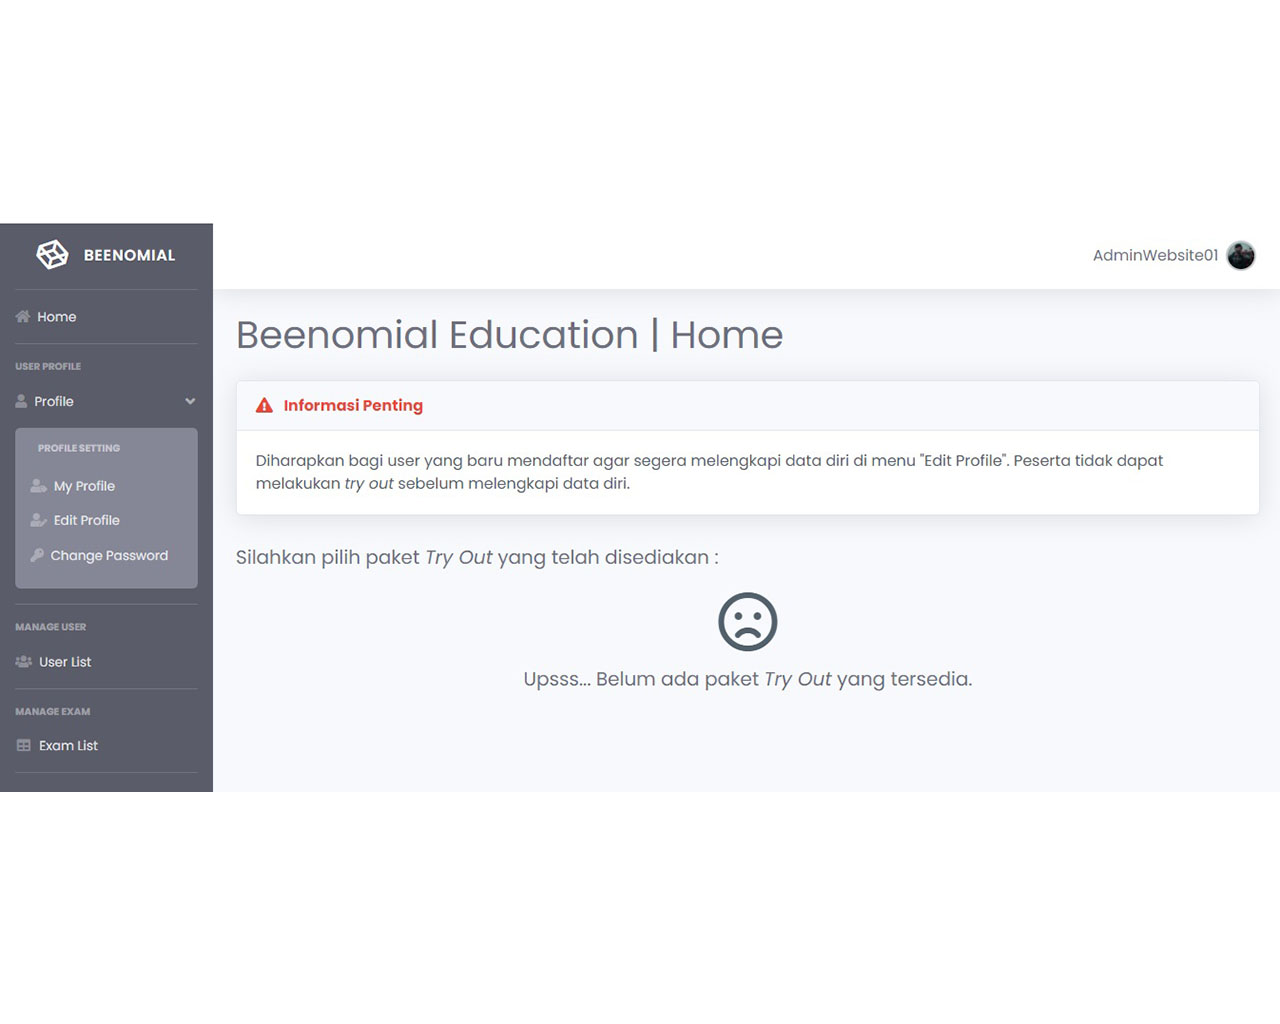 BEENOMIAL
Home
USER PROFILE
Profile
PROFILE SETTING
My Profile
Edit Profile
Change Password
MANAGE USER
User List
MANAGE EXAM
Exam List
AdminWebsite01
Beenomial Education | Home
Informasi Penting
Diharapkan bagi user yang baru mendaftar agar segera melengkapi data diri di menu "Edit Profile". Peserta tidak dapat
melakukan try out sebelum melengkapi data diri.
Silahkan pilih paket Try Out yang telah disediakan :
Upsss... Belum ada paket Try Out yang tersedia.